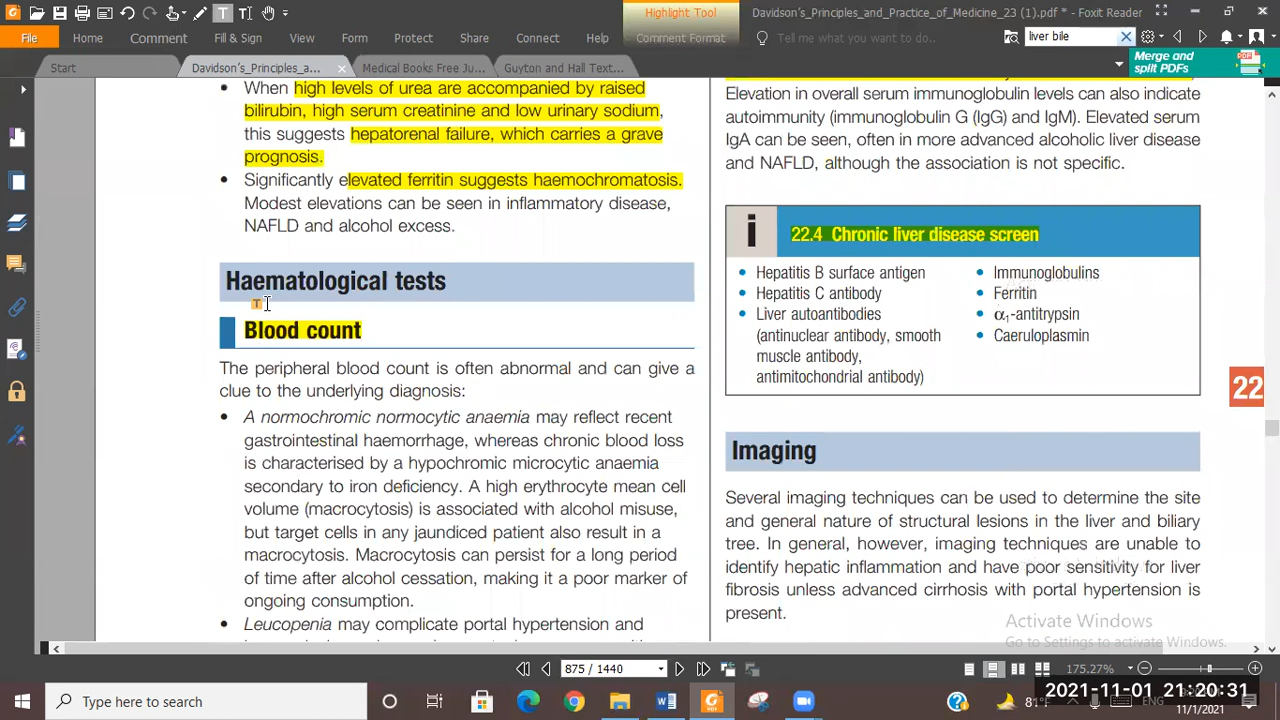 Highlight Tool
Davidson's_Principles_and_Practice_of_Medicine_23 (1).pdf * - Foxit Reader
File
Home
Comment
Fill & Sign
View
Form
Protect
Share
Connect
Help
Comment Format
Tell me what you want to do..
liver bile
Start
Davidson's_Principles_a...
Medical Books Free Ju...
Guyton and Hall Text...
Merge and
split PDFs
When high levels of urea are accompanied by raised
bilirubin, high serum creatinine and low urinary sodium,
this suggests hepatorenal failure, which carries a grave
prognosis.
Significantly elevated ferritin suggests haemochromatosis.
Modest elevations can be seen in inflammatory disease,
NAFLD and alcohol excess.
Haematological tests
Blood count
The peripheral blood count is often abnormal and can give a
clue to the underlying diagnosis:
A normochromic normocytic anaemia may reflect recent
gastrointestinal haemorrhage, whereas chronic blood loss
is characterised by a hypochromic microcytic anaemia
secondary to iron deficiency. A high erythrocyte mean cell
volume (macrocytosis) is associated with alcohol misuse,
but target cells in any jaundiced patient also result in a
macrocytosis. Macrocytosis can persist for a long period
of time after alcohol cessation, making it a poor marker of
ongoing consumption.
Leucopenia may complicate portal hypertension and
Elevation in overall serum immunoglobulin levels can also indicate
autoimmunity (immunoglobulin G (IgG) and IgM). Elevated serum
IgA can be seen, often in more advanced alcoholic liver disease
and NAFLD, although the association is not specific.
i
22.4 Chronic liver disease screen
Hepatitis B surface antigen
Hepatitis C antibody
Liver autoantibodies
(antinuclear antibody, smooth
muscle antibody,
antimitochondrial antibody)
Immunoglobulins
Ferritin
α1-antitrypsin
Caeruloplasmin
22
Imaging
Several imaging techniques can be used to determine the site
and general nature of structural lesions in the liver and biliary
tree. In general, however, imaging techniques are unable to
identify hepatic inflammation and have poor sensitivity for liver
fibrosis unless advanced cirrhosis with portal hypertension is
present.
Activate Windows
Go to Settings to activate Windows.
875 / 1440
175.27%
Type here to search
81°
ENG
2021-11-01 21:20:31
11/1/2021